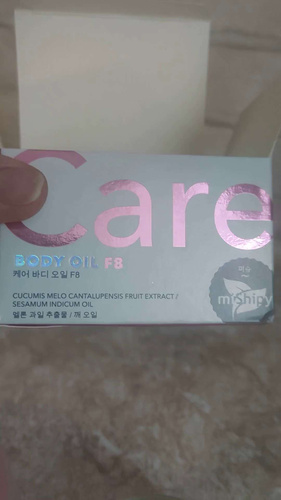 Care
BODY OIL F8
케어 바디 오일 F8
CUCUMIS MELO CANTALUPENSIS FRUIT EXTRACT /
SESAMUM INDICUM OIL
멜론 과일 추출물 / 깨 오일
mishipy